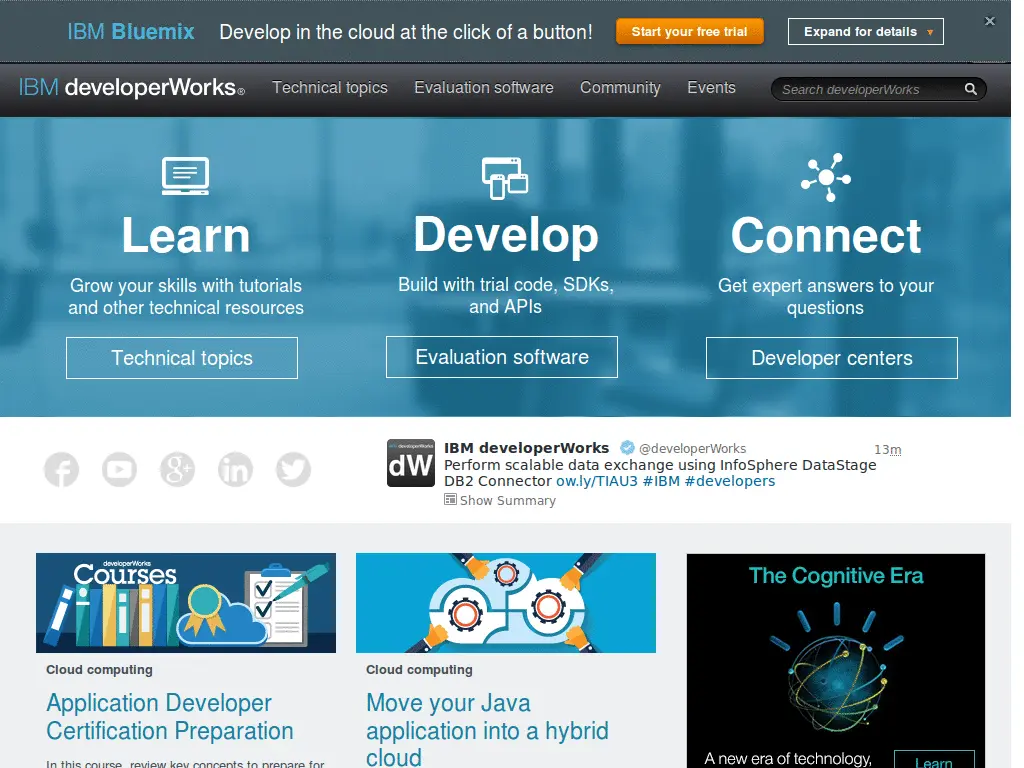 IBM Bluemix Develop in the cloud at the click of a button! Start your free trial Expand for details ▾ ×
IBM developerWorks® Technical topics Evaluation software Community Events Search developerWorks
Learn
Grow your skills with tutorials
and other technical resources
Technical topics
Develop
Build with trial code, SDKs,
and APIs
Evaluation software
Connect
Get expert answers to your
questions
Developer centers
dW
IBM developerWorks @developerWorks 13m
Perform scalable data exchange using InfoSphere DataStage
DB2 Connector ow.ly/TIAU3 #IBM #developers
Show Summary
developerWorks
Courses
Cloud computing
Application Developer
Certification Preparation
In this course, review key concepts to prepare for
Cloud computing
Move your Java
application into a hybrid
cloud
The Cognitive Era
A new era of technology,
Learn